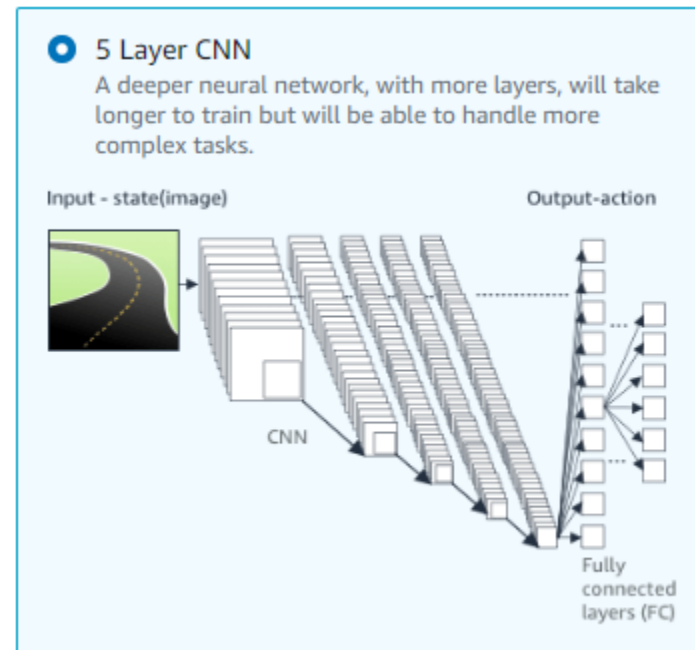 5 Layer CNN
A deeper neural network, with more layers, will take
longer to train but will be able to handle more
complex tasks.
Input - state(image)
Output-action
CNN
Fully
connected
layers (FC)